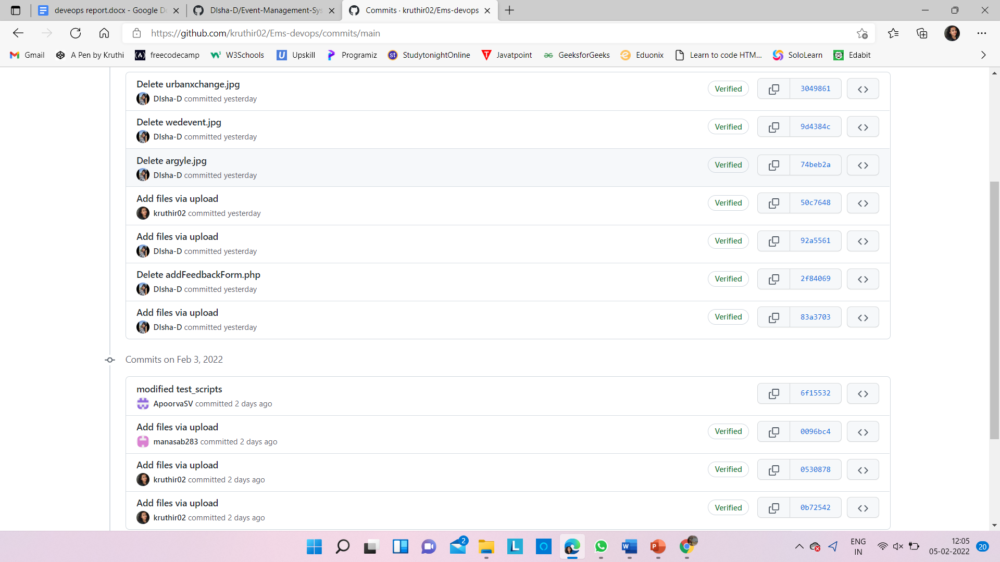 deveops report.docx - Google Do
DIsha-D/Event-Management-Sys
Commits · kruthir02/Ems-devops
https://github.com/kruthir02/Ems-devops/commits/main
Gmail
A Pen by Kruthi
freecodecamp
W3Schools
Upskill
Programiz
StudytonightOnline
Javatpoint
GeeksforGeeks
Eduonix
Learn to code HTM...
SoloLearn
Edabit
Delete urbanxchange.jpg
DIsha-D committed yesterday
Verified
3049861
Delete wedevent.jpg
DIsha-D committed yesterday
Verified
9d4384c
Delete argyle.jpg
DIsha-D committed yesterday
Verified
74beb2a
Add files via upload
kruthir02 committed yesterday
Verified
50c7648
Add files via upload
DIsha-D committed yesterday
Verified
92a5561
Delete addFeedbackForm.php
DIsha-D committed yesterday
Verified
2f84069
Add files via upload
DIsha-D committed yesterday
Verified
83a3703
Commits on Feb 3, 2022
modified test_scripts
ApoorvaSV committed 2 days ago
6f15532
Add files via upload
manasab283 committed 2 days ago
Verified
0096bc4
Add files via upload
kruthir02 committed 2 days ago
Verified
0530878
Add files via upload
kruthir02 committed 2 days ago
Verified
0b72542
2
ENG
IN
12:05
05-02-2022
20